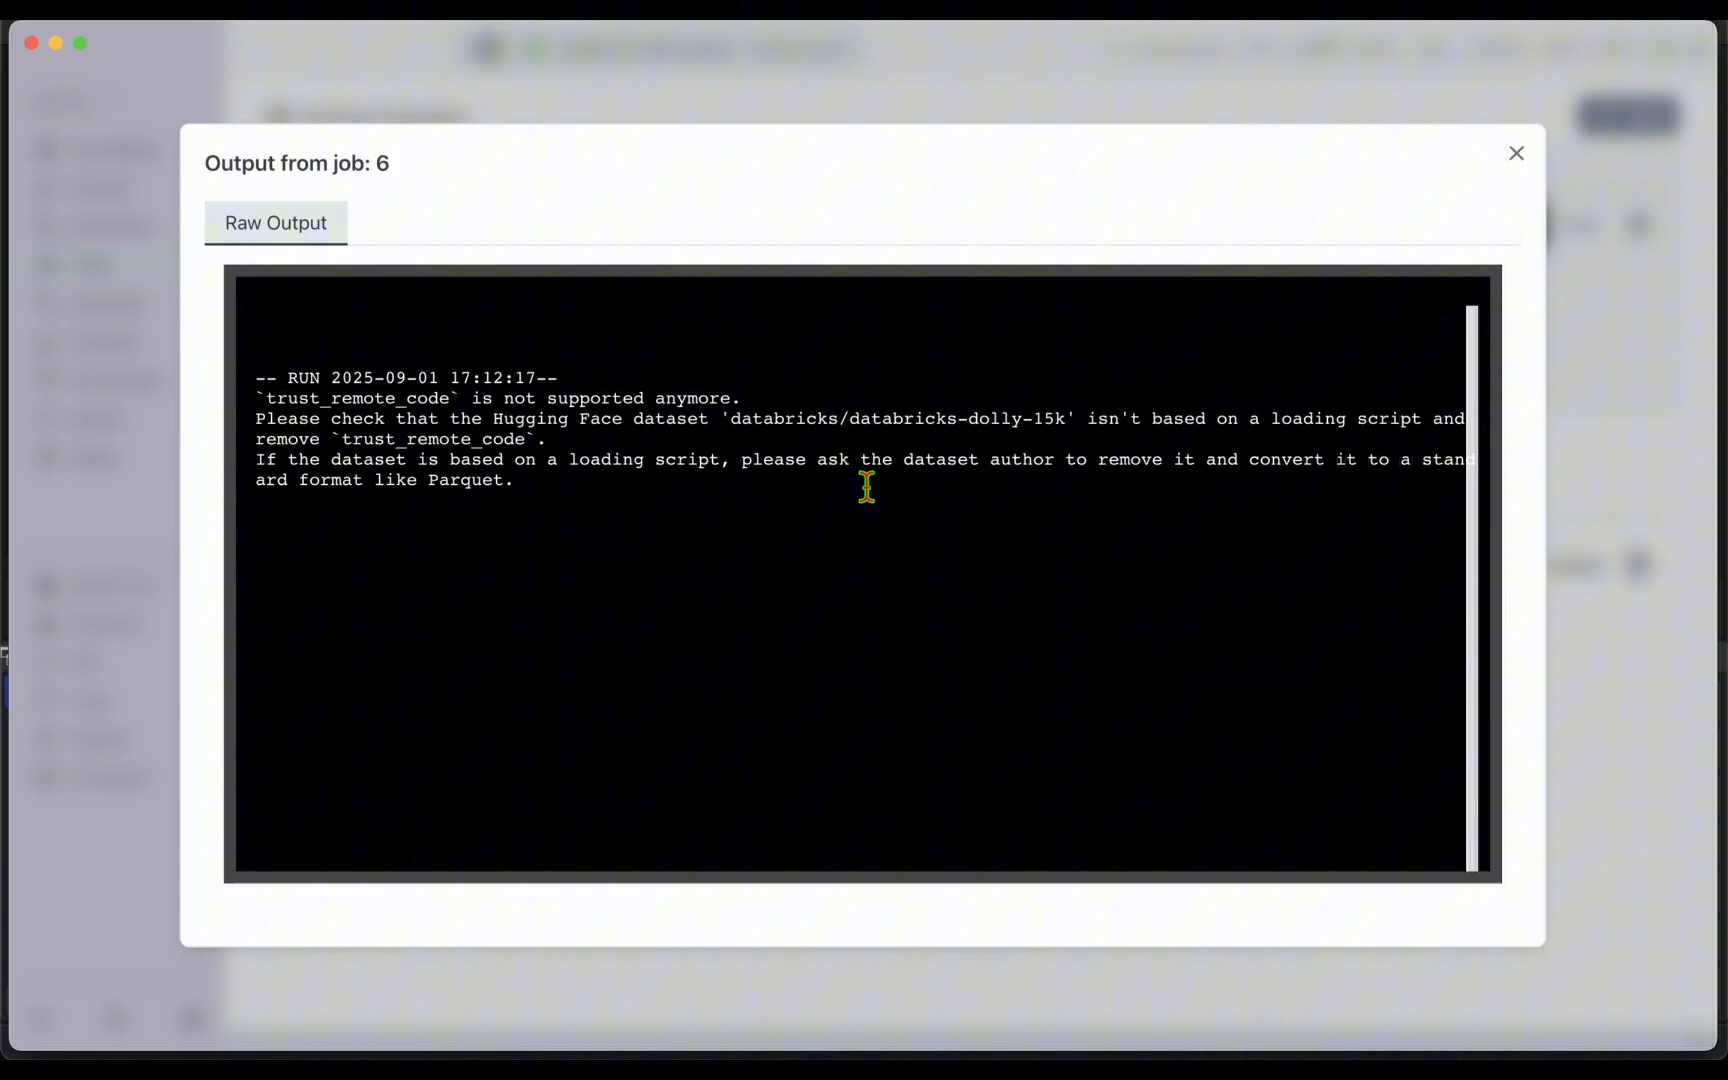 Output from job: 6
Raw Output
-- RUN 2025-09-01 17:12:17--
`trust_remote_code` is not supported anymore.
Please check that the Hugging Face dataset 'databricks/databricks-dolly-15k' isn't based on a loading script and
remove `trust_remote_code`.
If the dataset is based on a loading script, please ask the dataset author to remove it and convert it to a stand
ard format like Parquet.